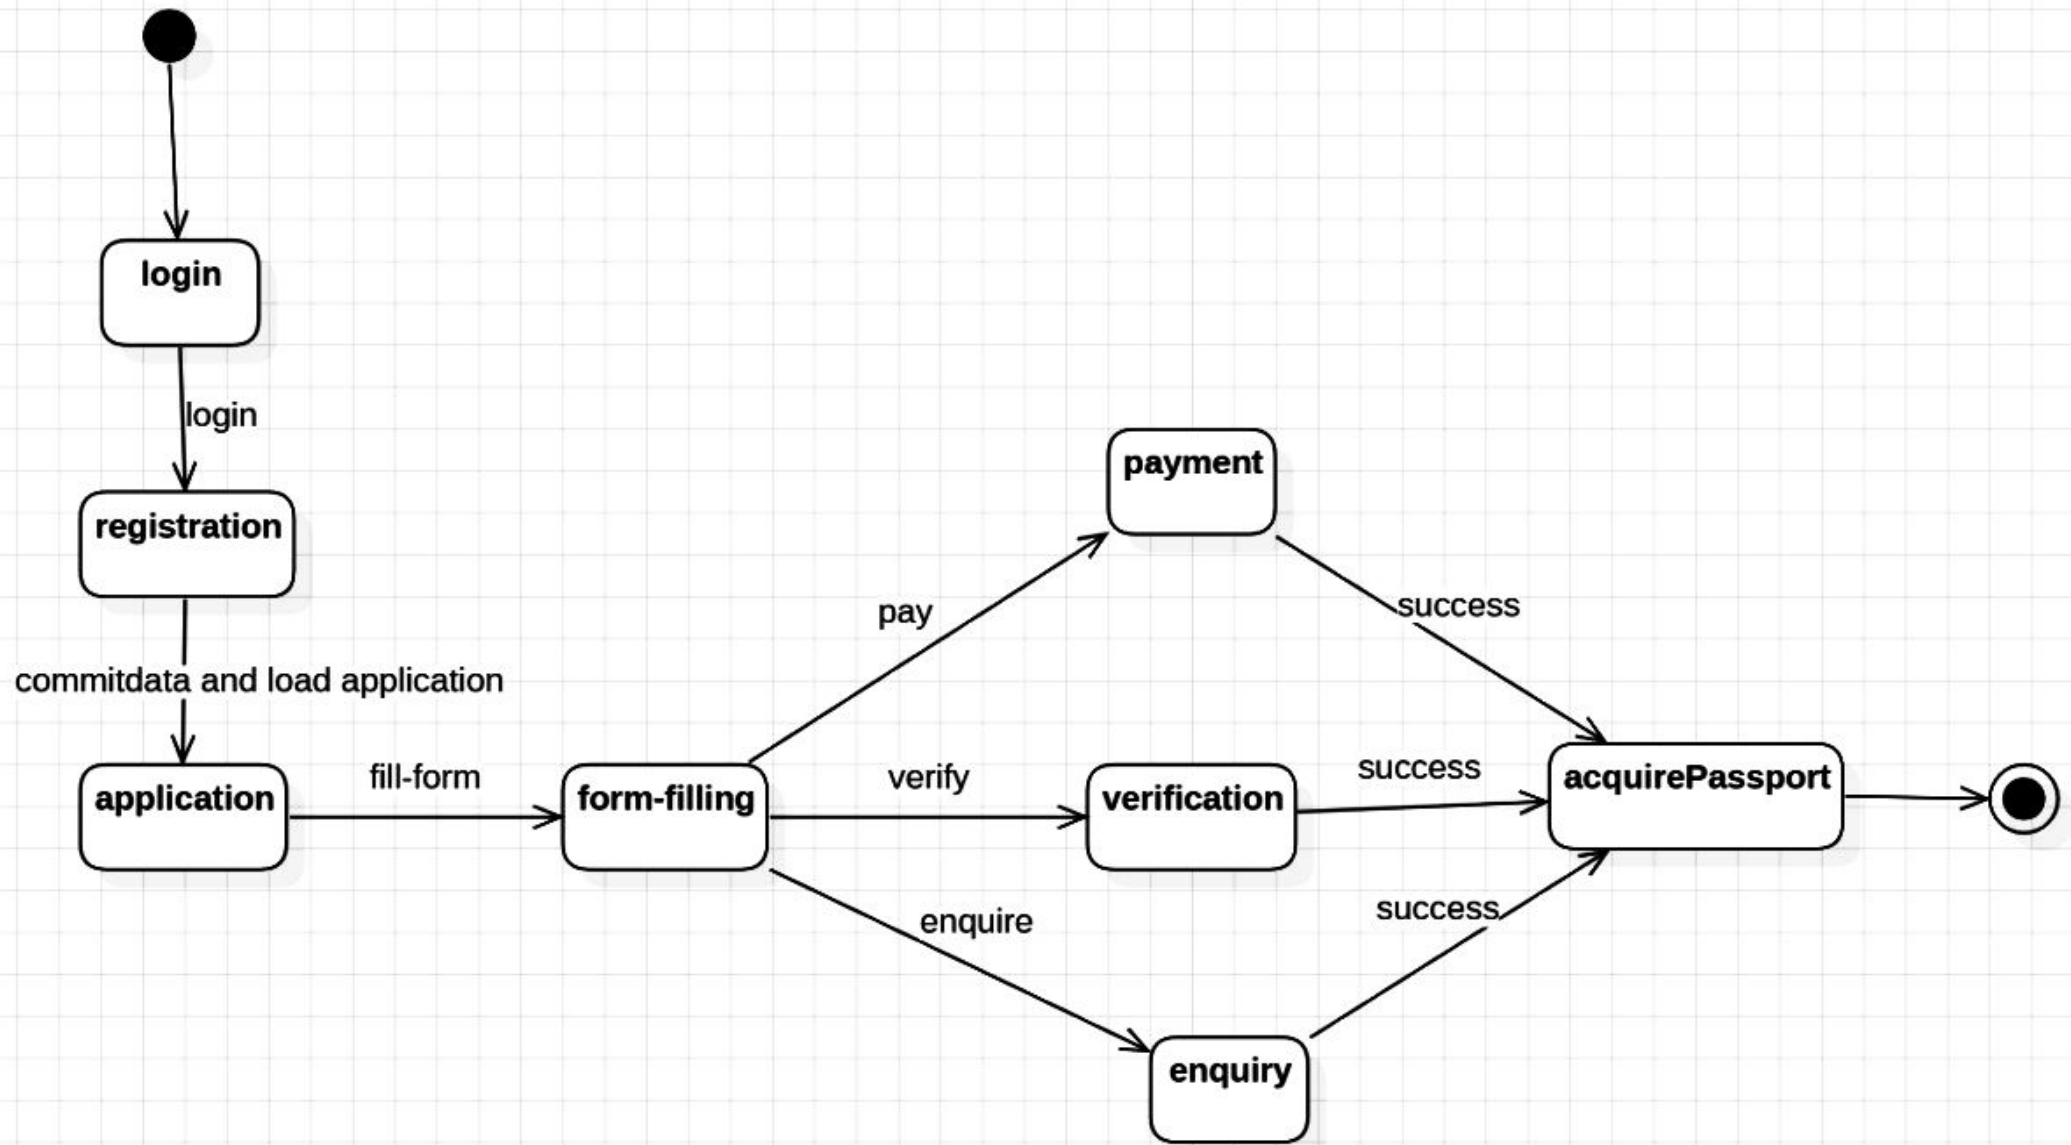 login
login
registration
commitdata and load application
application
fill-form
form-filling
pay
payment
success
verify
verification
success
acquirePassport
enquire
enquiry
success